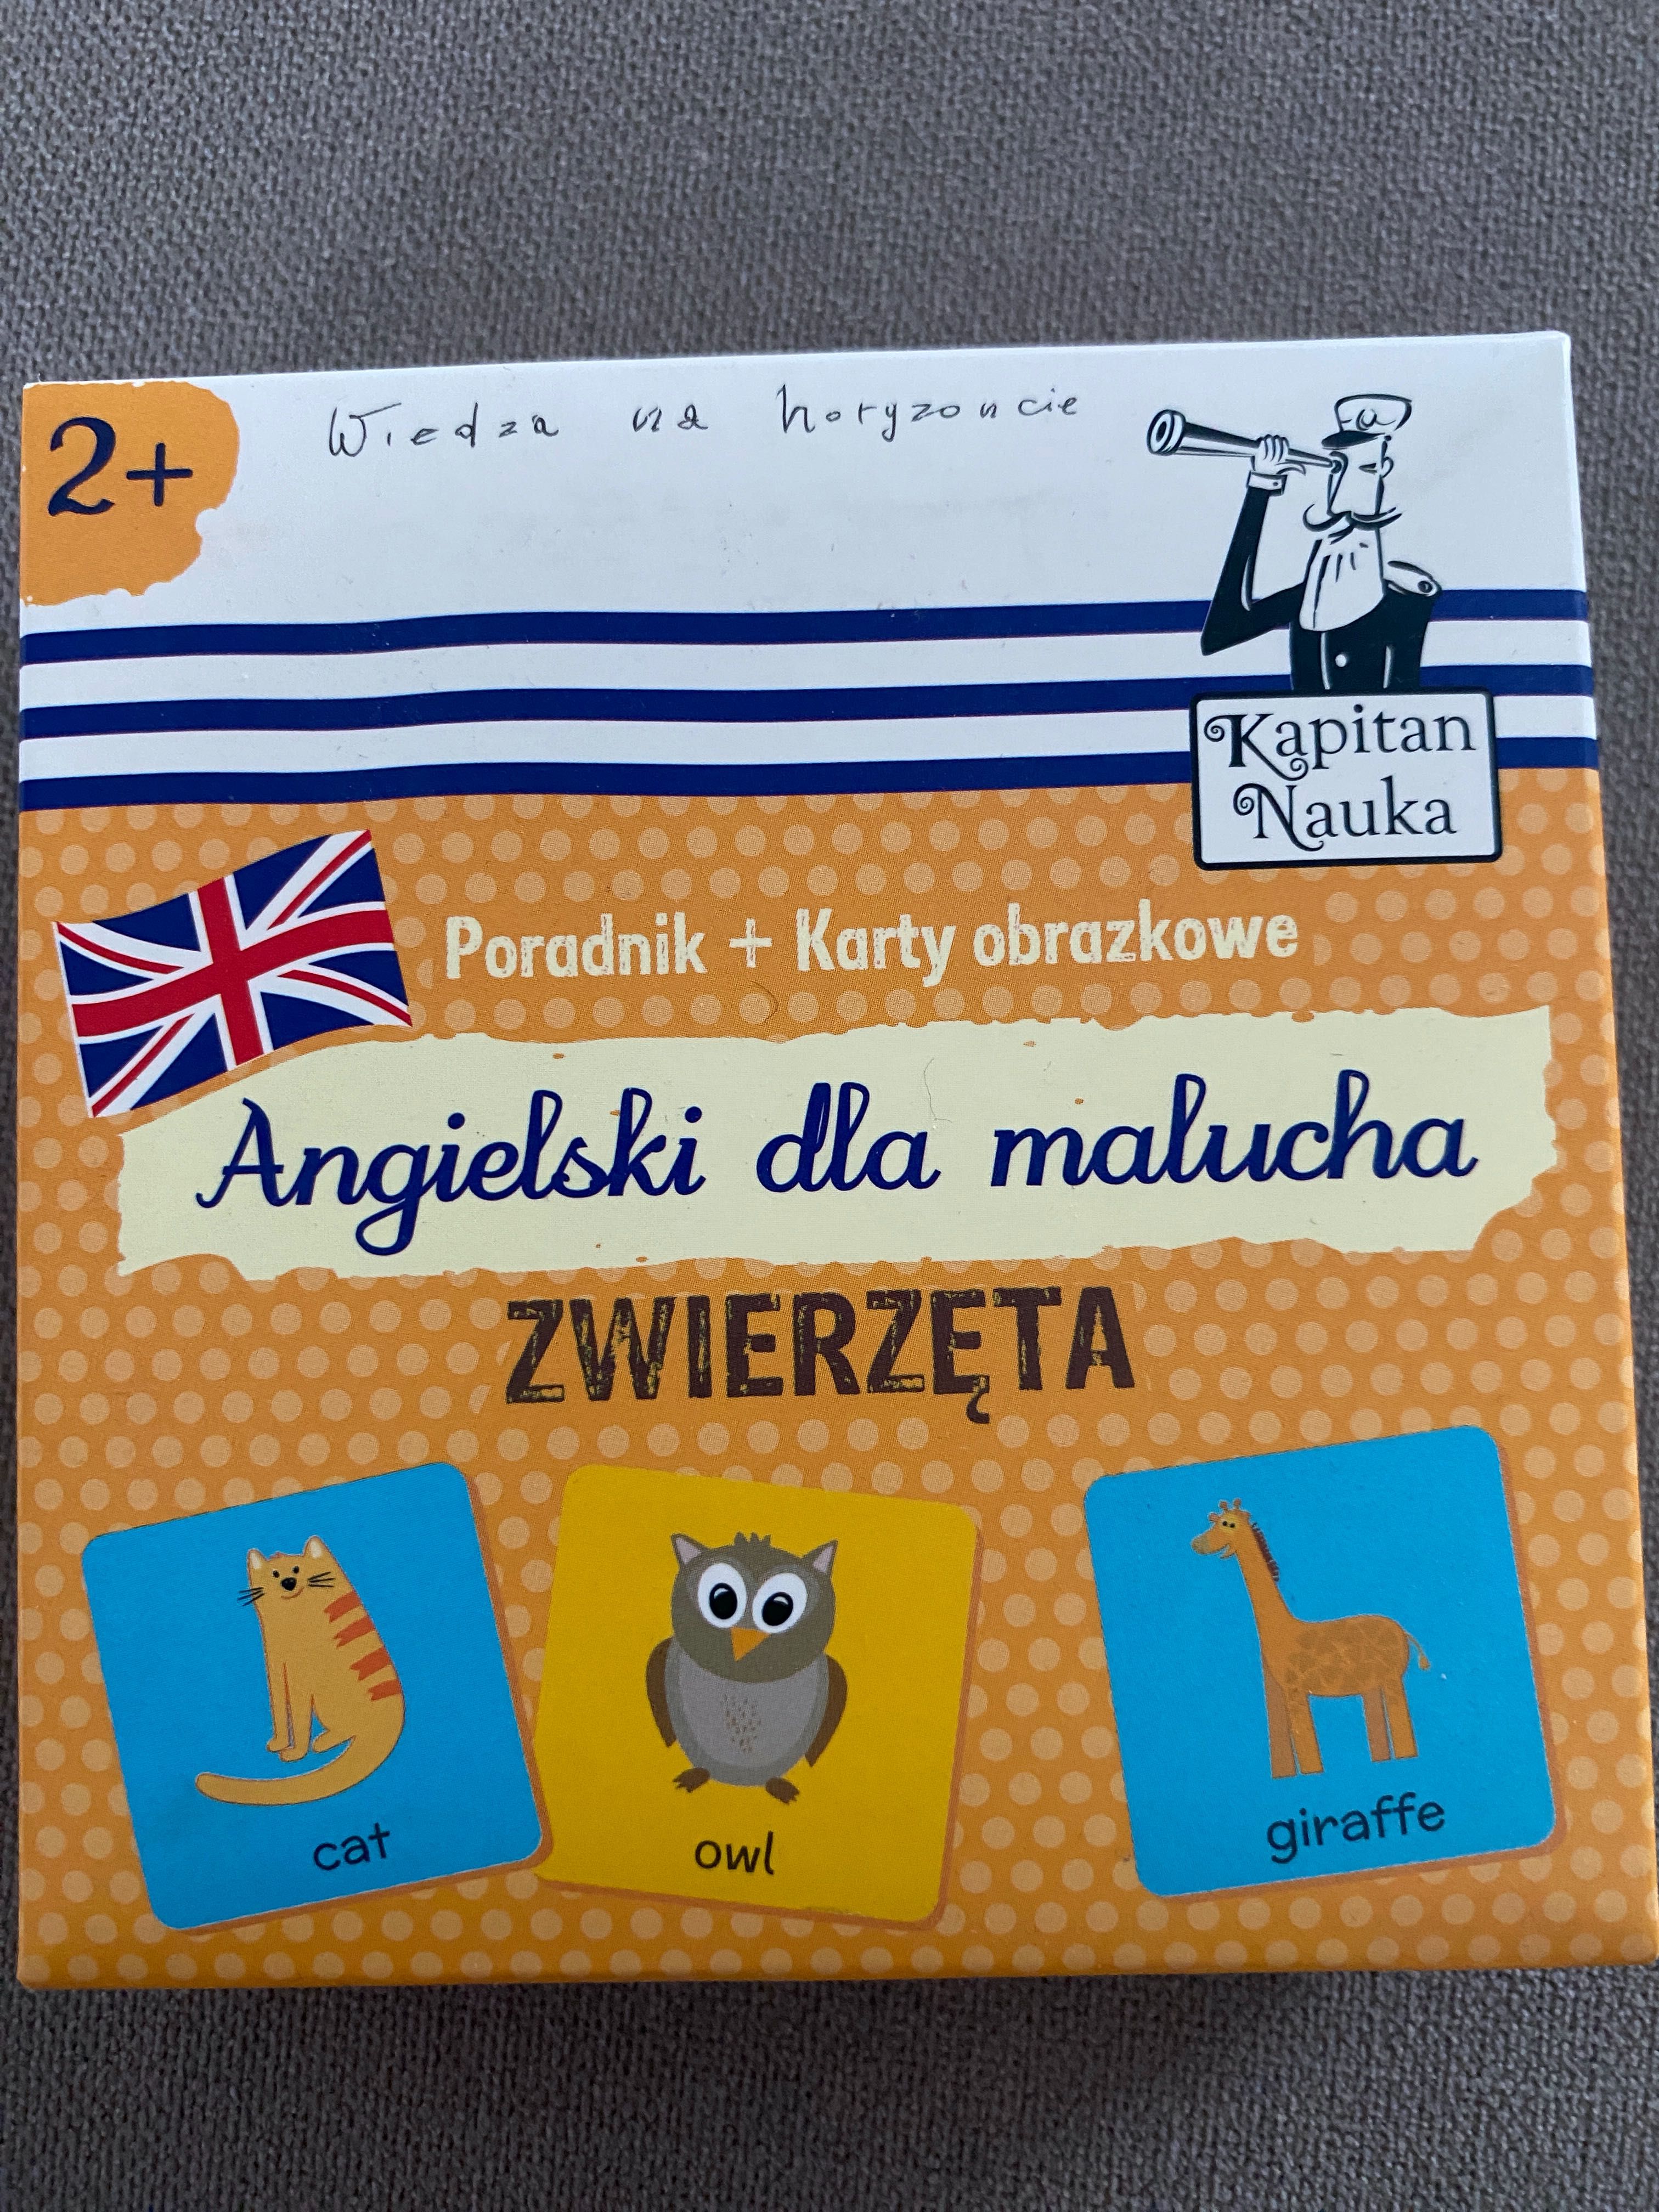 2+
Wiedza na horyzoncie
Kapitan
Nauka
Poradnik + Karty obrazkowe
Angielski dla malucha
ZWIERZĘTA
cat
owl
giraffe